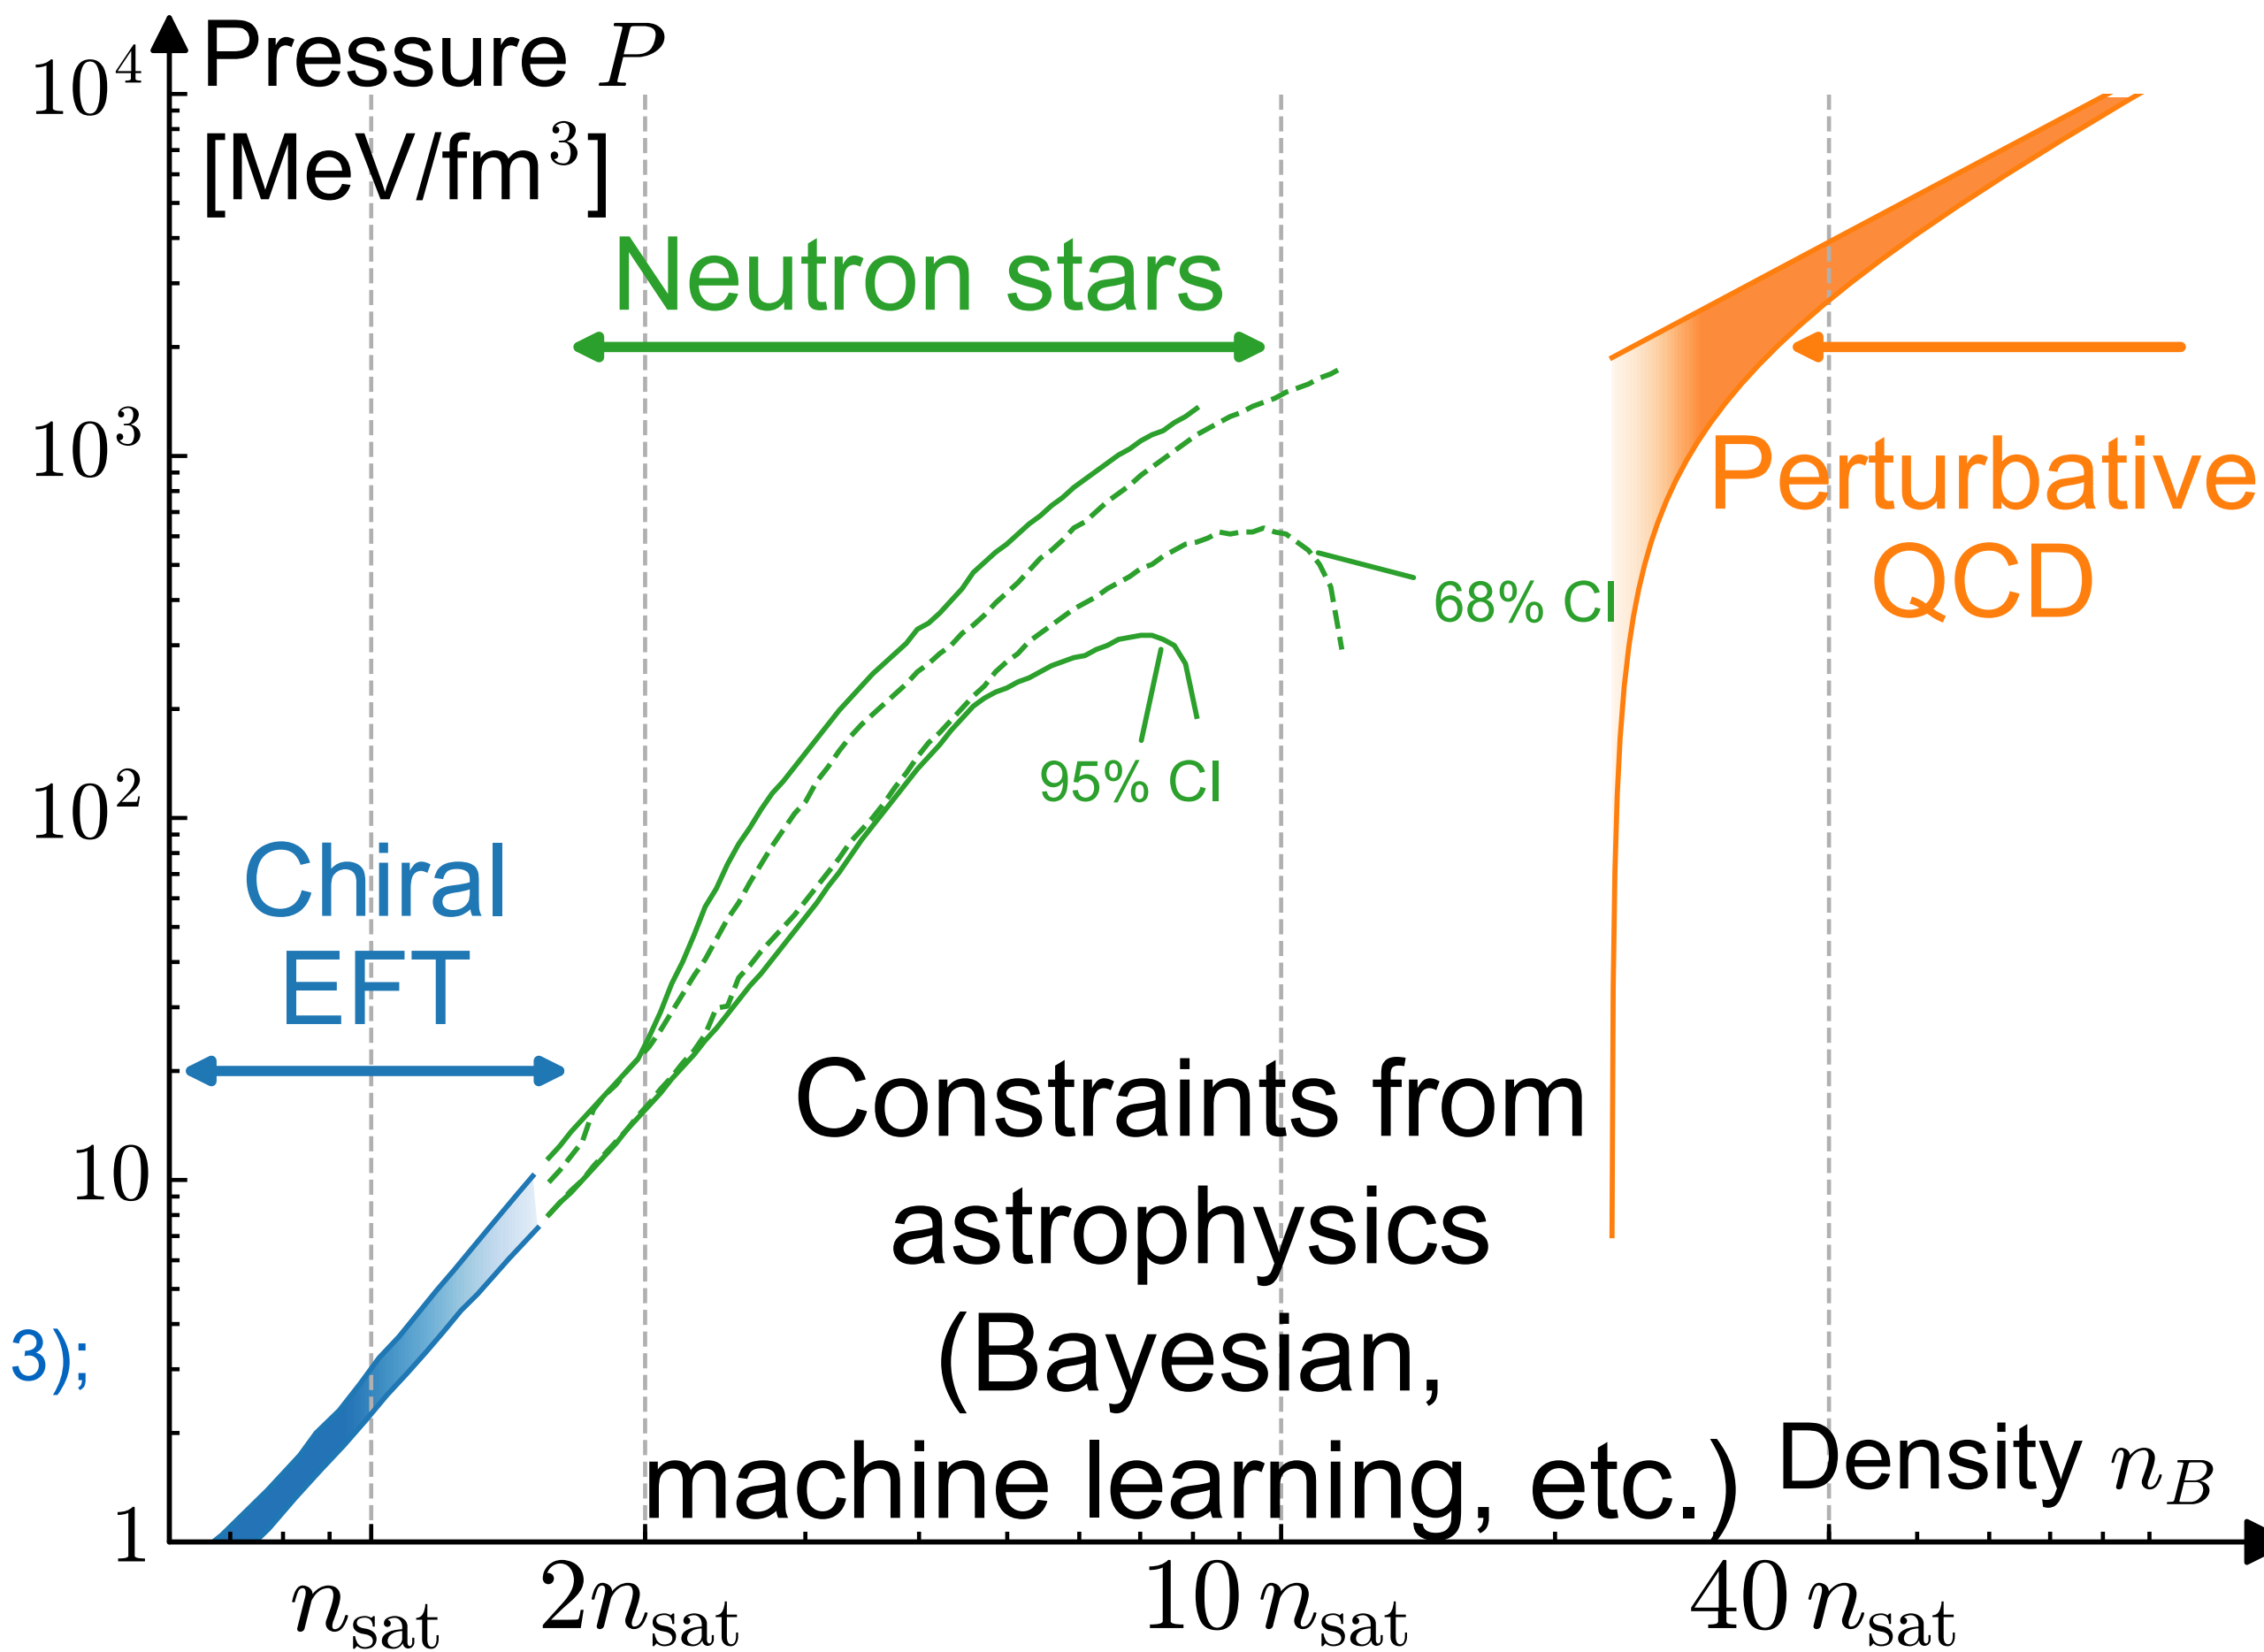 Pressure P
[MeV/fm³]
10⁴
10³
10²
10
1
Neutron stars
Perturbative
QCD
68% CI
95% CI
Chiral
EFT
Constraints from
astrophysics
(Bayesian,
machine learning, etc.)
3);
Density n_B
n_sat
2n_sat
10 n_sat
40 n_sat